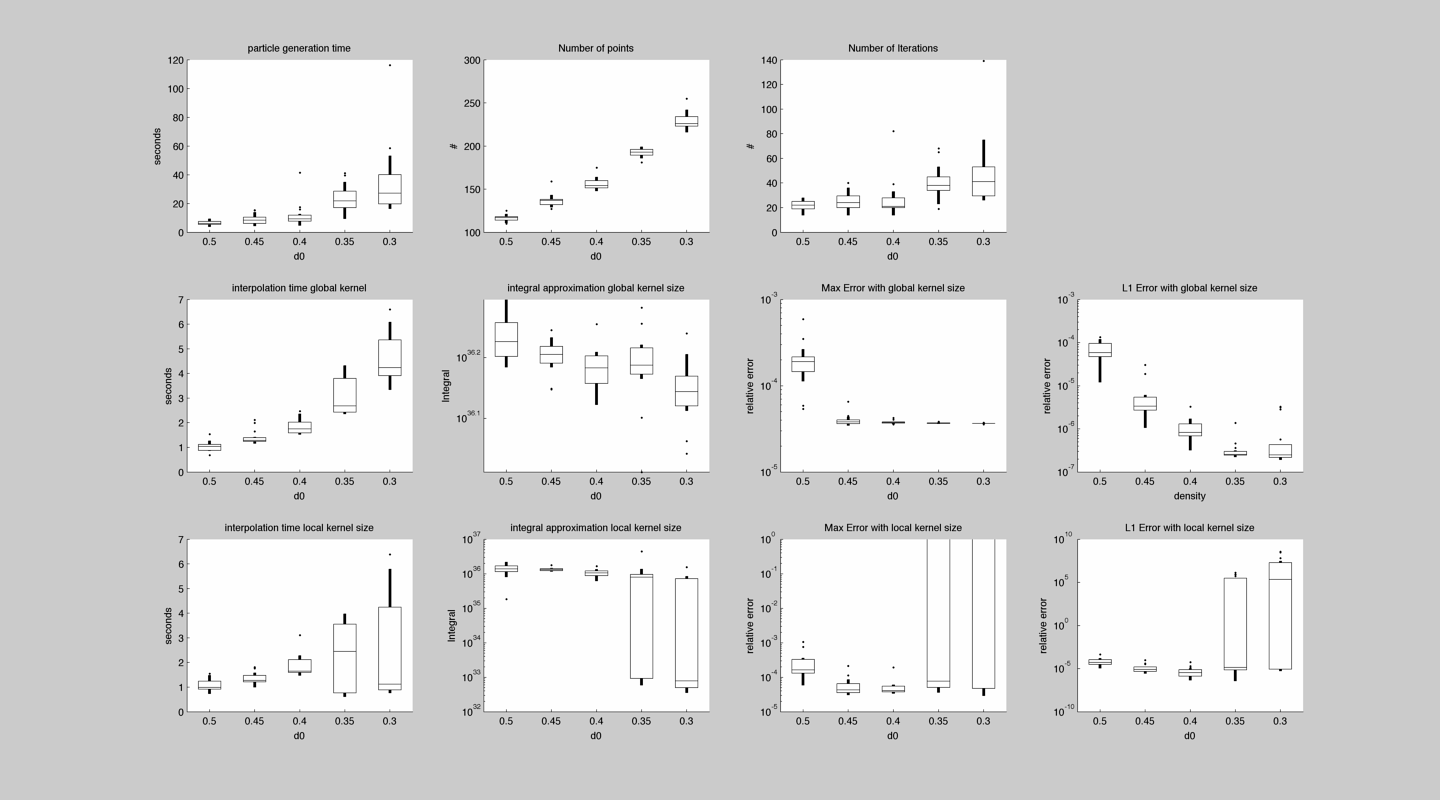 particle generation time
120
100
80
60
40
20
0
seconds
0.5 0.45 0.4 0.35 0.3
d0
Number of points
300
250
200
150
100
#
0.5 0.45 0.4 0.35 0.3
d0
Number of Iterations
140
120
100
80
60
40
20
0
#
0.5 0.45 0.4 0.35 0.3
d0
interpolation time global kernel
7
6
5
4
3
2
1
0
seconds
0.5 0.45 0.4 0.35 0.3
d0
integral approximation global kernel size
10^36.2
10^36.1
Integral
0.5 0.45 0.4 0.35 0.3
d0
Max Error with global kernel size
10^-3
10^-4
10^-5
relative error
0.5 0.45 0.4 0.35 0.3
d0
L1 Error with global kernel size
10^-3
10^-4
10^-5
10^-6
10^-7
relative error
0.5 0.45 0.4 0.35 0.3
density
interpolation time local kernel size
7
6
5
4
3
2
1
0
seconds
0.5 0.45 0.4 0.35 0.3
d0
integral approximation local kernel size
10^37
10^36
10^35
10^34
10^33
10^32
Integral
0.5 0.45 0.4 0.35 0.3
d0
Max Error with local kernel size
10^0
10^-1
10^-2
10^-3
10^-4
10^-5
relative error
0.5 0.45 0.4 0.35 0.3
d0
L1 Error with local kernel size
10^10
10^5
10^0
10^-5
10^-10
relative error
0.5 0.45 0.4 0.35 0.3
d0